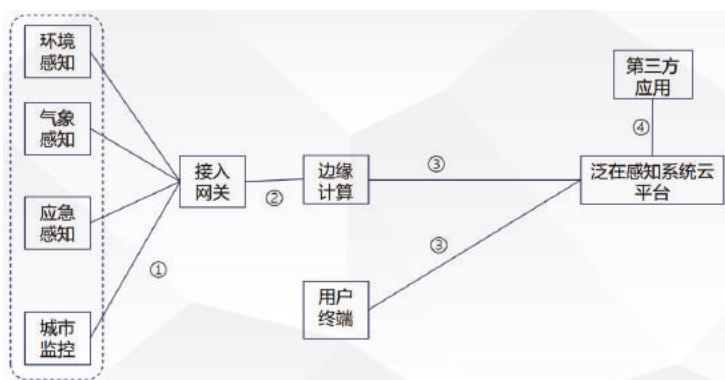 环境
感知
气象
感知
应急
感知
城市
监控
①
接入
网关
②
边缘
计算
③
用户
终端
③
第三方
应用
④
泛在感知系统云
平台